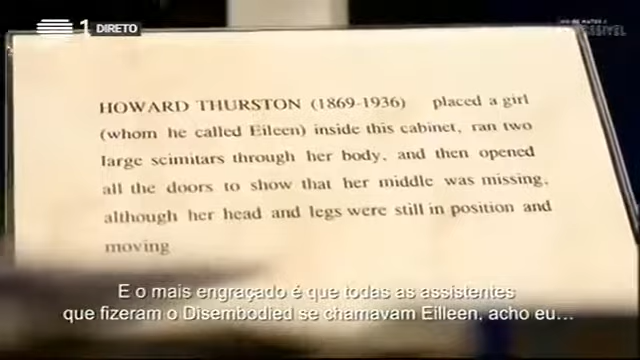 1 DIRETO
HOWARD THURSTON (1869-1936) placed a girl
(whom he called Eileen) inside this cabinet, ran two
large scimitars through her body, and then opened
all the doors to show that her middle was missing,
although her head and legs were still in position and
moving
E o mais engraçado é que todas as assistentes
que fizeram o Disembodied se chamavam Eilleen, acho eu...